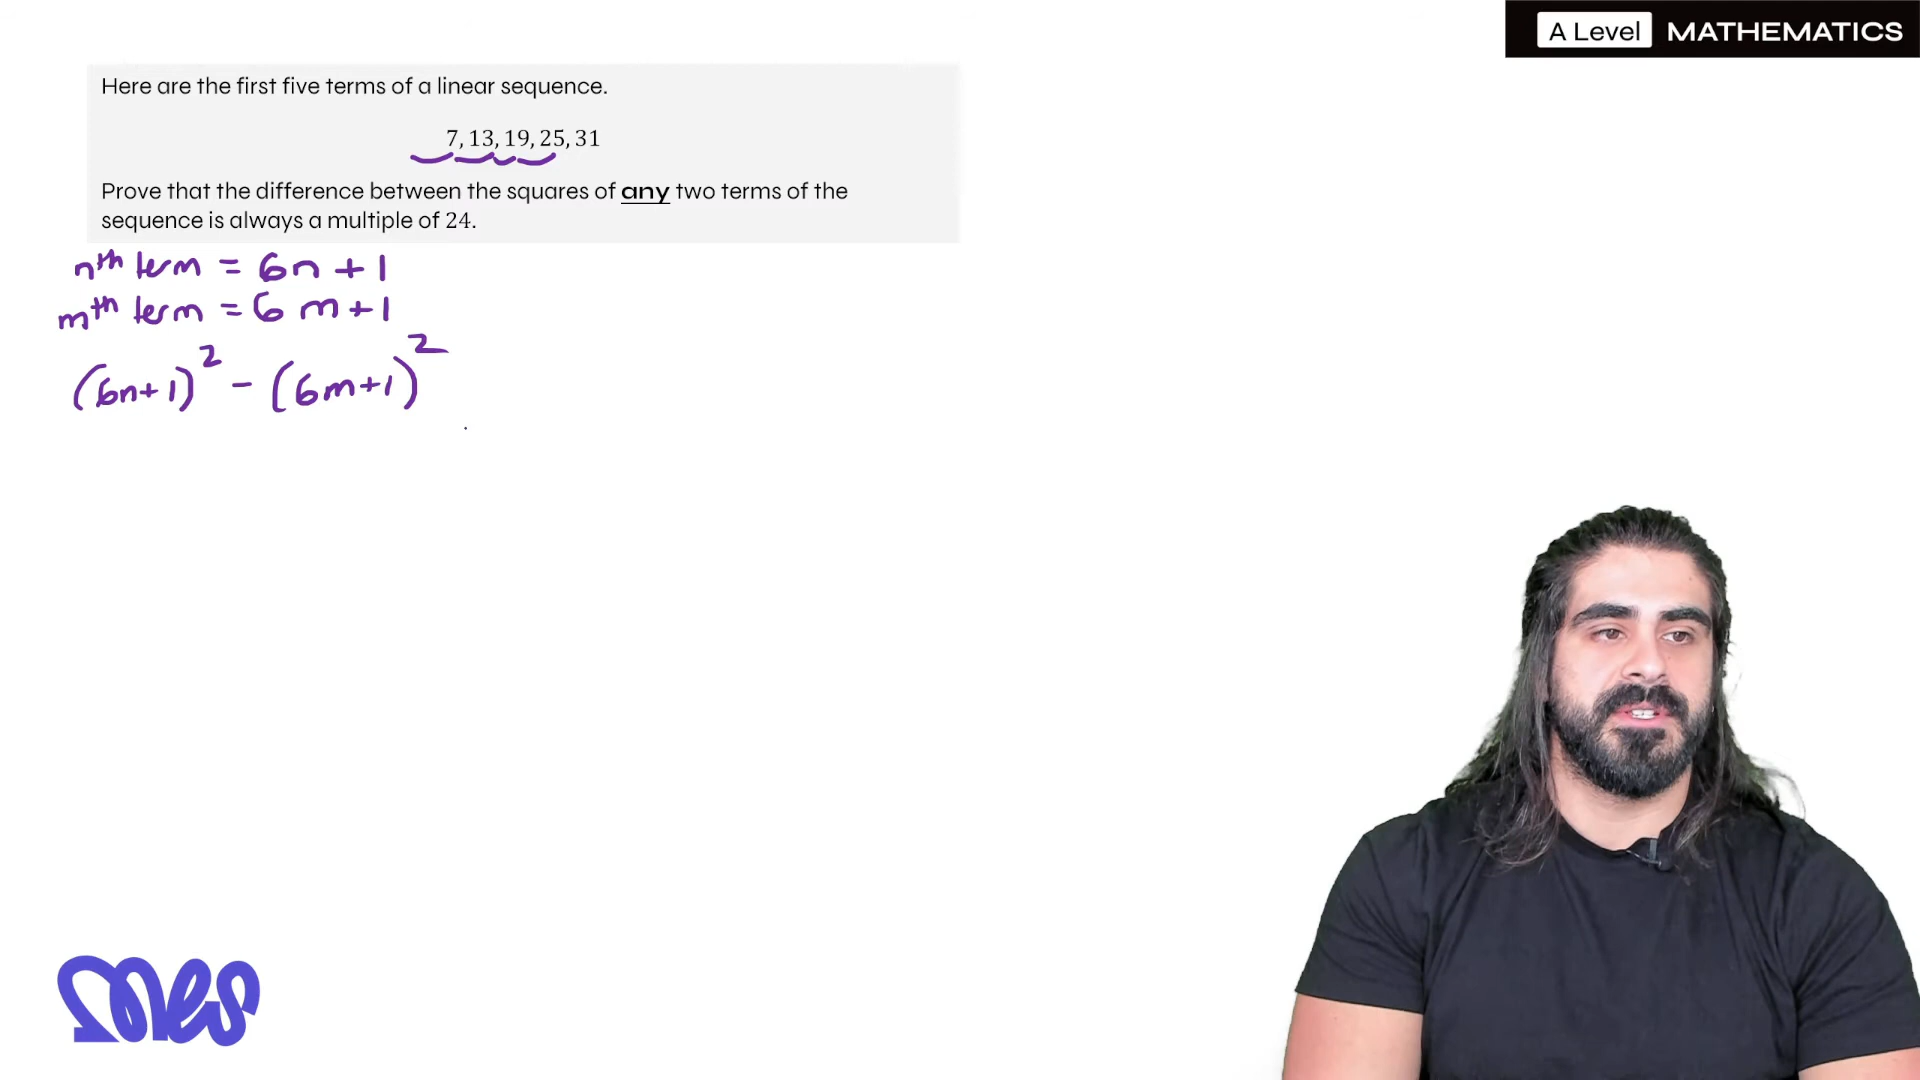 A Level MATHEMATICS
Here are the first five terms of a linear sequence.
7, 13, 19, 25, 31
Prove that the difference between the squares of any two terms of the
sequence is always a multiple of 24.
nᵗʰ term = 6n + 1
mᵗʰ term = 6m + 1
(6n+1)² - (6m+1)²
mes